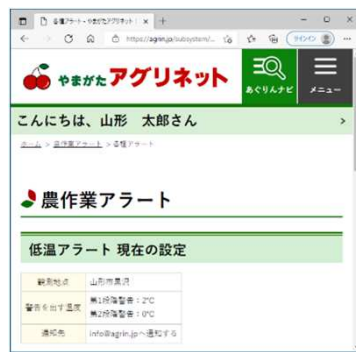 各種アラート - やまがたアグリネット
https://agrin.jp/subsystem/...
サインイン
やまがたアグリネット
あぐりんナビ
メニュー
こんにちは、山形 太郎さん >
ホーム > 農作業アラート > 各種アラート
農作業アラート
低温アラート 現在の設定
観測地点 山形市黒沢
警告を出す温度 第1段階警告：2℃
第2段階警告：0℃
通知先 info@agrin.jpへ通知する